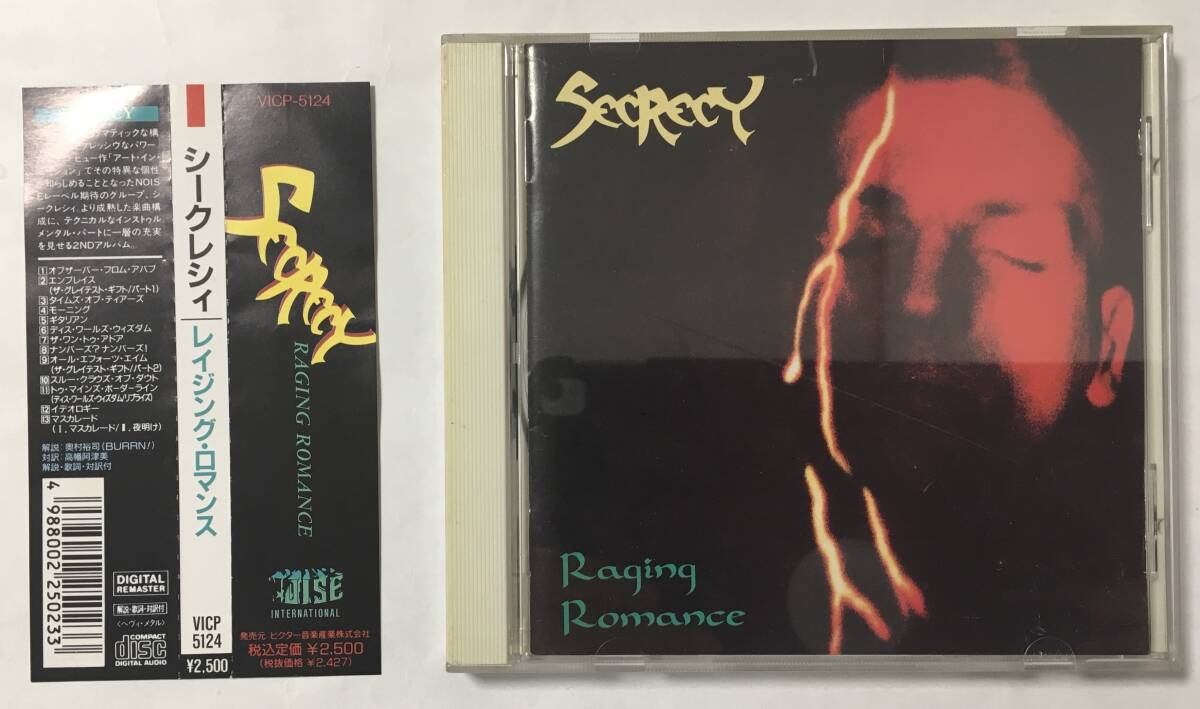 マティックな構
レッシヴなパワー
ビュー作「アート・イン・
ション」でその特異な個性
知らしめることとなったNOIS
Eレーベル期待のグループ、シ
ークレシィ。より成熟した楽曲構
成に、テクニカルなインストゥル
メンタル・パートに一層の充実
を見せる2NDアルバム。
1 オブザーバー・フロム・アバブ
2 エンブレイス
(ザ・グレイテスト・ギフト/パート1)
3 タイムズ・オブ・ティアーズ
4 モーニング
5 ギタリアン
6 ディス・ワールズ・ウィズダム
7 ザ・ワン・トゥ・アドア
8 ナンバーズ?ナンバーズ!
9 オール・エフォーツ・エイム
(ザ・グレイテスト・ギフト/パート2)
10 スルー・クラウズ・オブ・ダウト
11 トゥ・マインズ・ボーダーライン
(ディス・ワールズ・ウィズダム/リプライズ)
12 イデオロギー
13 マスカレード
(I.マスカレード/II.夜明け)
解説:奥村裕司(BURRN!)
対訳:高橋阿津美
解説・歌詞・対訳付
4 988002 250233
DIGITAL
REMASTER
解説・歌詞・対訳付
〈ヘヴィ・メタル〉
COMPACT
disc
DIGITAL AUDIO
シークレシィ
レイジング・ロマンス
VICP
5124
¥2,500
VICP-5124
SECRECY
RAGING ROMANCE
NOISE
INTERNATIONAL
発売元 ビクター音楽産業株式会社
税込定価 ¥2,500
(税抜価格 ¥2,427)
SECRECY
Raging
Romance